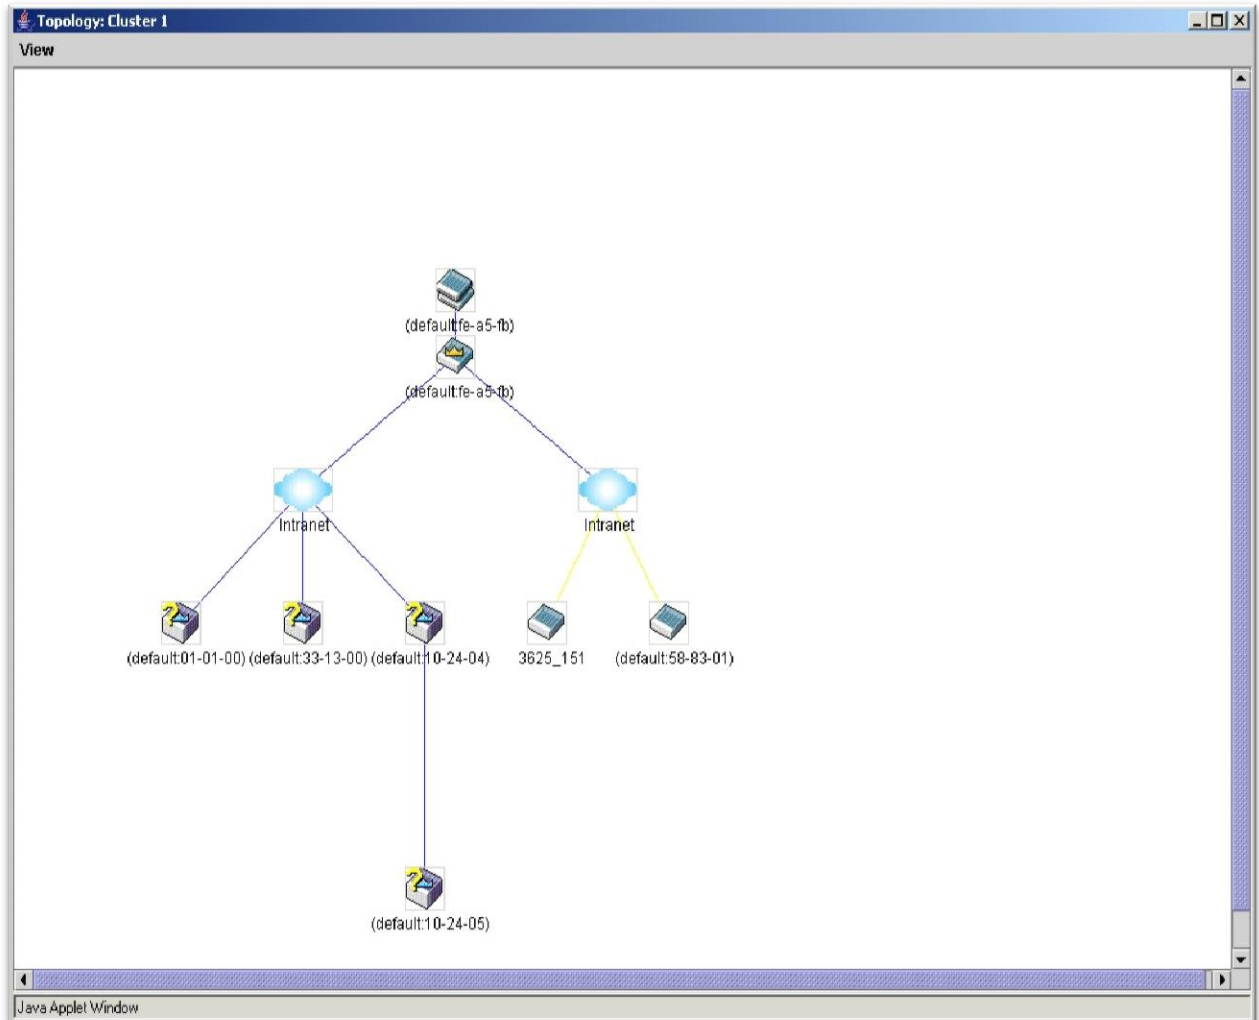 Topology: Cluster 1
View
(default:fe-a5-fb)
(default:fe-a5-fb)
Intranet
Intranet
(default:01-01-00) (default:33-13-00) (default:10-24-04) 3625_151 (default:58-83-01)
(default:10-24-05)
Java Applet Window